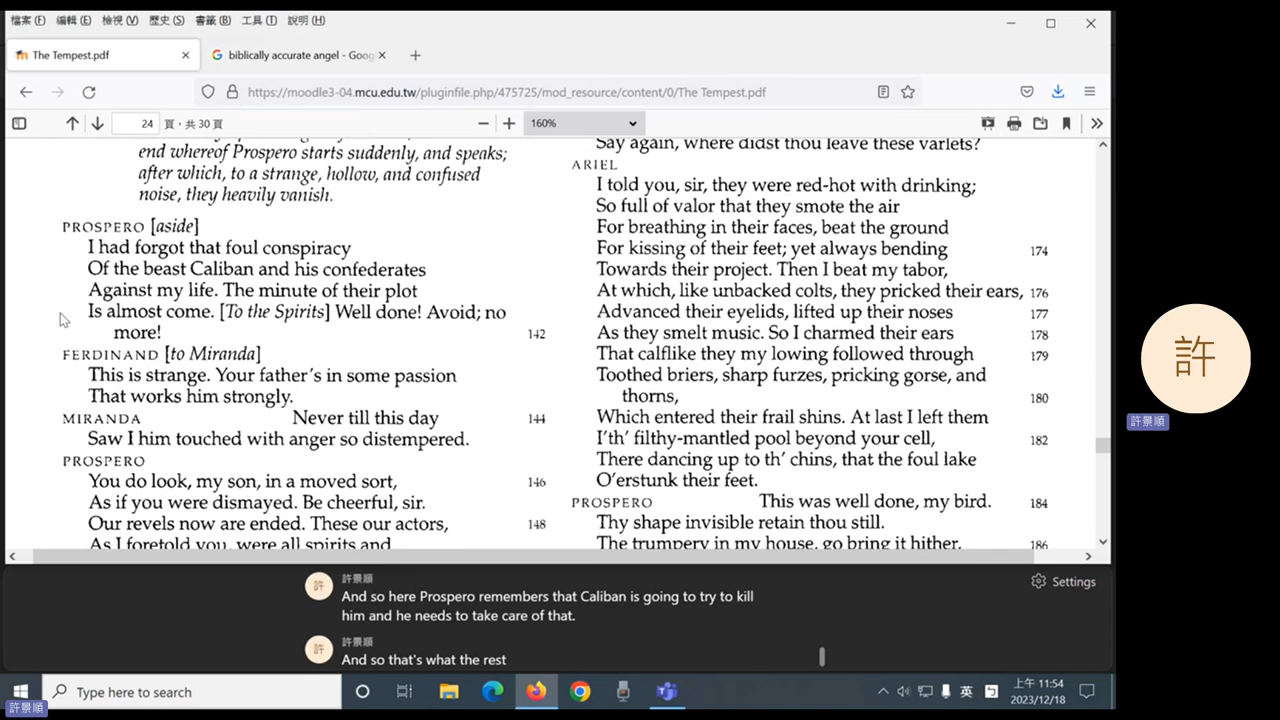 檔案(F) 編輯(E) 檢視(V) 歷史(S) 書籤(B) 工具(T) 說明(H)
The Tempest.pdf
biblically accurate angel - Goog
https://moodle3-04.mcu.edu.tw/pluginfile.php/475725/mod_resource/content/0/The Tempest.pdf
24 頁,共 30 頁
160%
end whereof Prospero starts suddenly, and speaks;
after which, to a strange, hollow, and confused
noise, they heavily vanish.
PROSPERO [aside]
I had forgot that foul conspiracy
Of the beast Caliban and his confederates
Against my life. The minute of their plot
Is almost come. [To the Spirits] Well done! Avoid; no
more! 142
FERDINAND [to Miranda]
This is strange. Your father's in some passion
That works him strongly.
MIRANDA Never till this day 144
Saw I him touched with anger so distempered.
PROSPERO
You do look, my son, in a moved sort, 146
As if you were dismayed. Be cheerful, sir.
Our revels now are ended. These our actors, 148
As I foretold you, were all spirits and
Say again, where didst thou leave these varlets?
ARIEL
I told you, sir, they were red-hot with drinking;
So full of valor that they smote the air
For breathing in their faces, beat the ground
For kissing of their feet; yet always bending 174
Towards their project. Then I beat my tabor,
At which, like unbacked colts, they pricked their ears, 176
Advanced their eyelids, lifted up their noses 177
As they smelt music. So I charmed their ears 178
That calflike they my lowing followed through 179
Toothed briers, sharp furzes, pricking gorse, and
thorns, 180
Which entered their frail shins. At last I left them
I'th' filthy-mantled pool beyond your cell, 182
There dancing up to th' chins, that the foul lake
O'erstunk their feet.
PROSPERO This was well done, my bird. 184
Thy shape invisible retain thou still.
The trumpery in my house, go bring it hither, 186
許
許景順
許
許景順
And so here Prospero remembers that Caliban is going to try to kill
him and he needs to take care of that.
許
許景順
And so that's what the rest
Settings
Type here to search
英
上午 11:54
2023/12/18
許景順